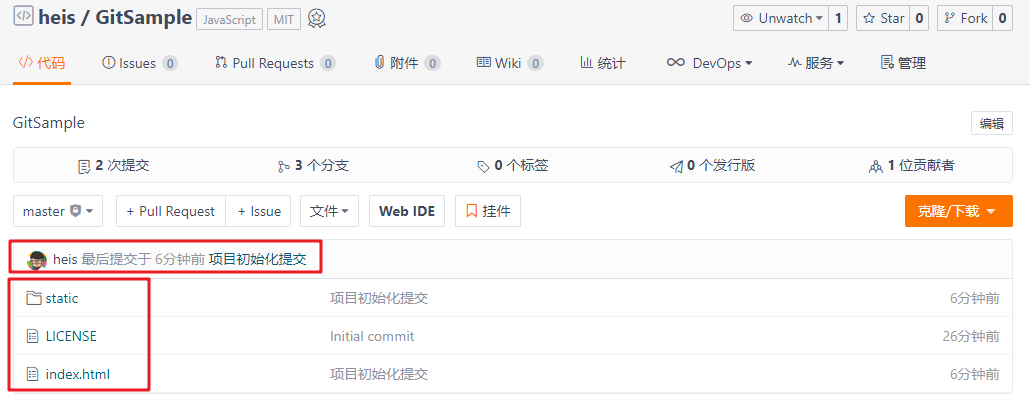 heis / GitSample JavaScript MIT Unwatch 1 Star 0 Fork 0
代码 Issues 0 Pull Requests 0 附件 0 Wiki 0 统计 DevOps 服务 管理
GitSample 编辑
2 次提交 3 个分支 0 个标签 0 个发行版 1 位贡献者
master + Pull Request + Issue 文件 Web IDE 挂件 克隆/下载
heis 最后提交于 6分钟前 项目初始化提交
static 项目初始化提交 6分钟前
LICENSE Initial commit 26分钟前
index.html 项目初始化提交 6分钟前